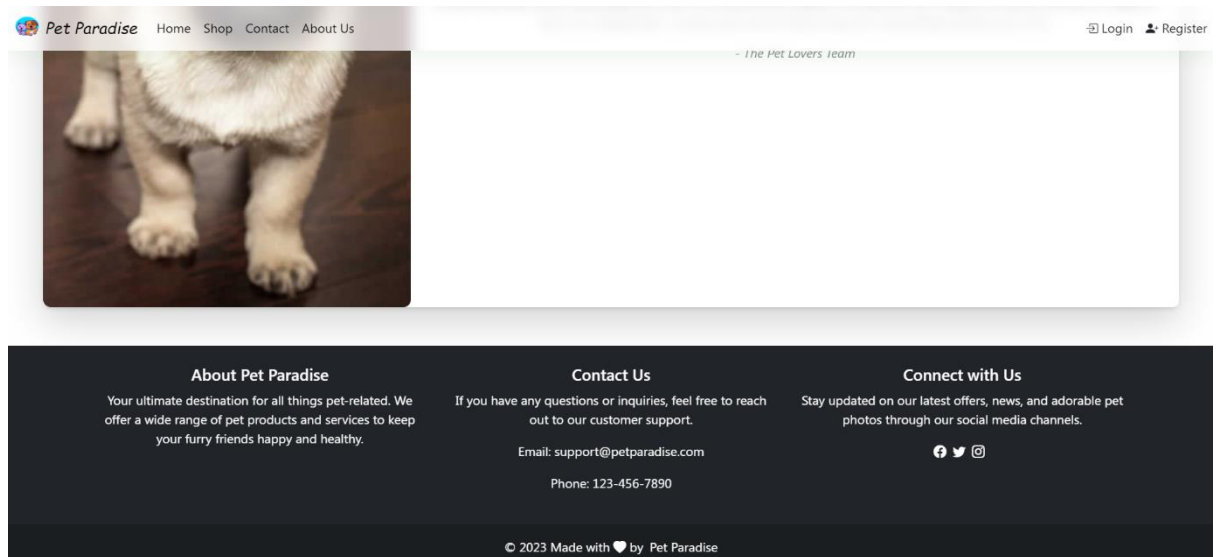 Pet Paradise Home Shop Contact About Us Login Register
- The Pet Lovers Team
About Pet Paradise
Your ultimate destination for all things pet-related. We
offer a wide range of pet products and services to keep
your furry friends happy and healthy.
Contact Us
If you have any questions or inquiries, feel free to reach
out to our customer support.
Email: support@petparadise.com
Phone: 123-456-7890
Connect with Us
Stay updated on our latest offers, news, and adorable pet
photos through our social media channels.
© 2023 Made with by Pet Paradise